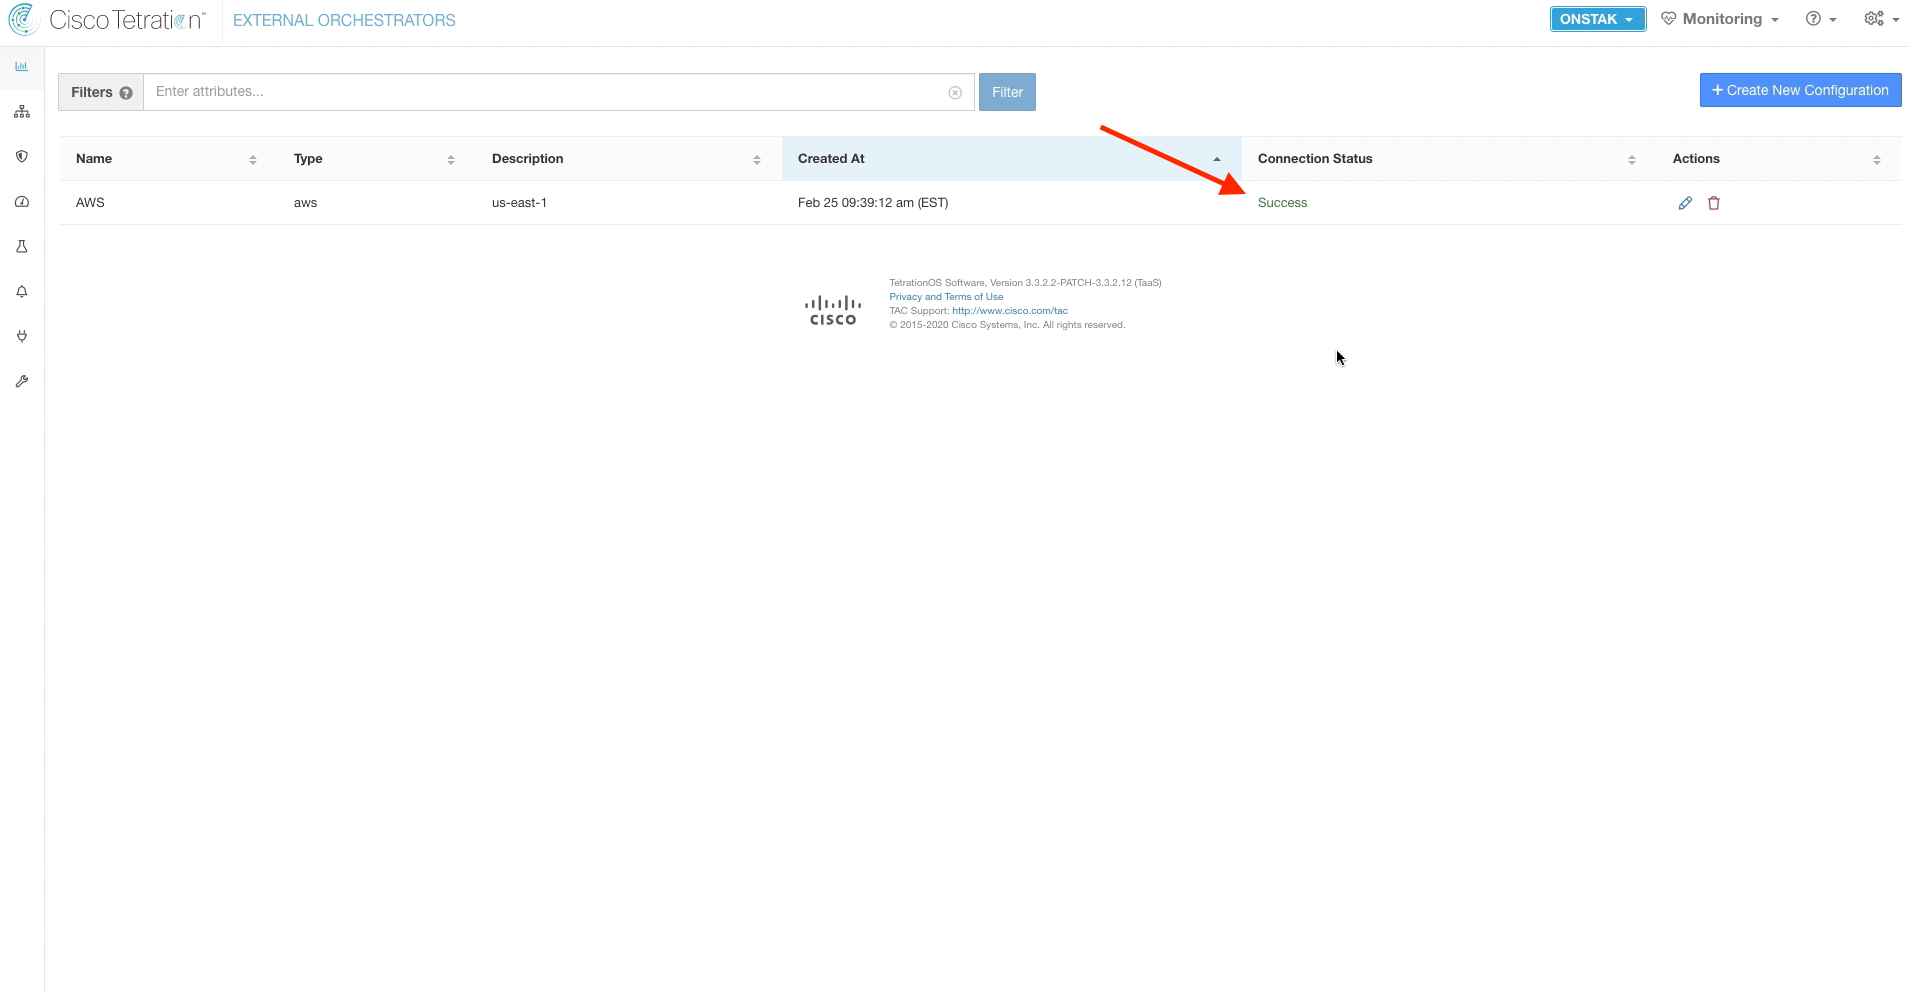 Cisco Tetration™
EXTERNAL ORCHESTRATORS
ONSTAK
Monitoring
Filters
Enter attributes...
Filter
+ Create New Configuration
Name Type Description Created At Connection Status Actions
AWS aws us-east-1 Feb 25 09:39:12 am (EST) Success
CISCO
TetrationOS Software, Version 3.3.2.2-PATCH-3.3.2.12 (TaaS)
Privacy and Terms of Use
TAC Support: http://www.cisco.com/tac
© 2015-2020 Cisco Systems, Inc. All rights reserved.